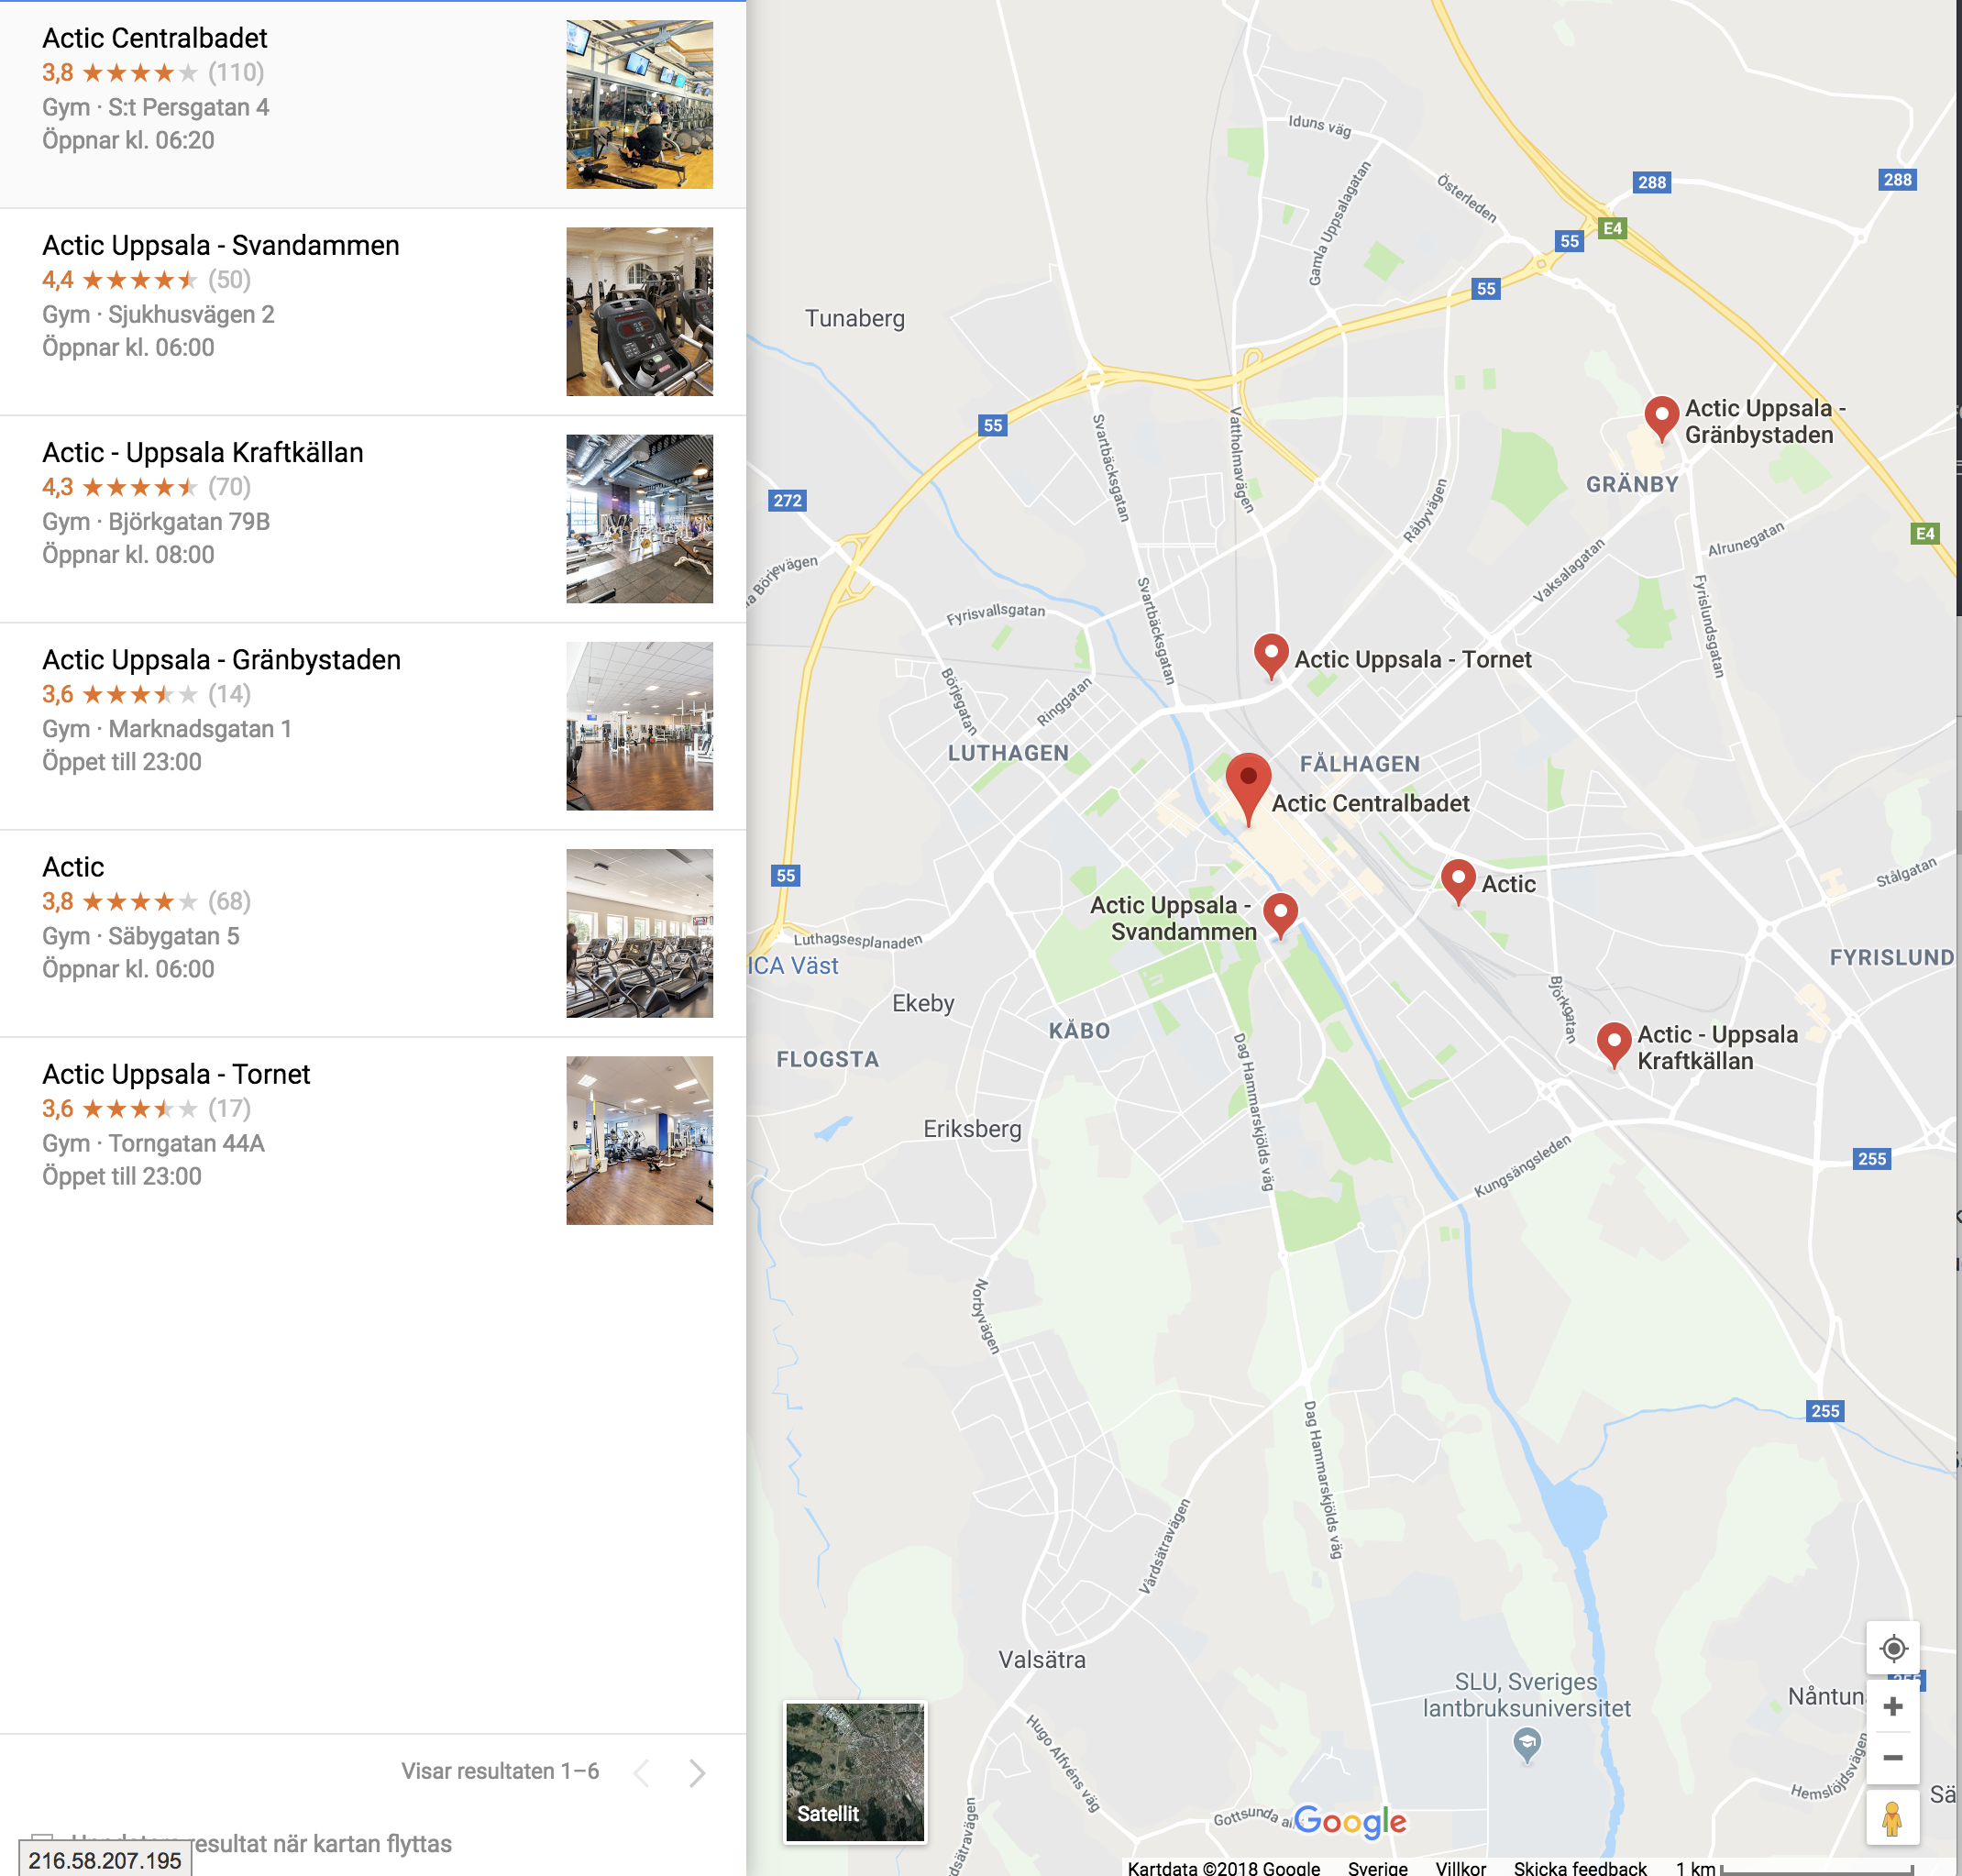 Actic Centralbadet
3,8 ★★★★★ (110)
Gym · S:t Persgatan 4
Öppnar kl. 06:20
Actic Uppsala - Svandammen
4,4 ★★★★★ (50)
Gym · Sjukhusvägen 2
Öppnar kl. 06:00
Actic - Uppsala Kraftkällan
4,3 ★★★★★ (70)
Gym · Björkgatan 79B
Öppnar kl. 08:00
Actic Uppsala - Gränbystaden
3,6 ★★★★★ (14)
Gym · Marknadsgatan 1
Öppet till 23:00
Actic
3,8 ★★★★★ (68)
Gym · Säbygatan 5
Öppnar kl. 06:00
Actic Uppsala - Tornet
3,6 ★★★★★ (17)
Gym · Torngatan 44A
Öppet till 23:00
Visar resultaten 1–6
resultat när kartan flyttas
216.58.207.195
Iduns väg
Österleden
288
288
Gamla Uppsalagatan
E4
55
55
Tunaberg
55
Svartbäcksgatan
Vattholmavägen
Actic Uppsala -
Gränbystaden
GRÄNBY
272
Råbyvägen
E4
Alrunegatan
Vaksalagatan
Börjevägen
Fyrisvallsgatan
Svartbäcksgatan
Fyrislundsgatan
Actic Uppsala - Tornet
Börjegatan
Ringgatan
LUTHAGEN
FÅLHAGEN
Actic Centralbadet
55
Actic
Stålgatan
Actic Uppsala -
Svandammen
Luthagsesplanaden
ICA Väst
FYRISLUND
Ekeby
Björkgatan
KÅBO
FLOGSTA
Actic - Uppsala
Kraftkällan
Dag Hammarskjölds väg
Eriksberg
Kungsängsleden
255
Norbyvägen
255
Dag Hammarskjölds väg
Vårdsätravägen
Valsätra
SLU, Sveriges
lantbruksuniversitet
255
Nåntun
Hugo Alfvéns väg
Hemslöjdsvägen
Sä
Satellit
Gottsunda al
Google
dsätravägen
Kartdata ©2018 Google Sverige Villkor Skicka feedback 1 km